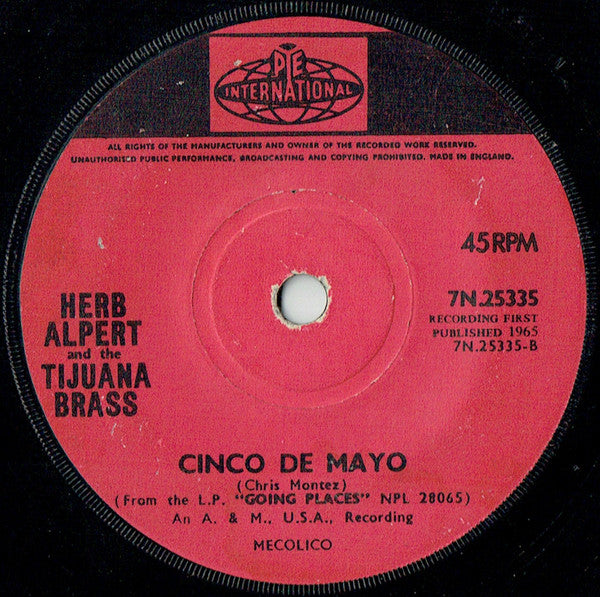 PYE
INTERNATIONAL
ALL RIGHTS OF THE MANUFACTURERS AND OWNER OF THE RECORDED WORK RESERVED.
UNAUTHORISED PUBLIC PERFORMANCE, BROADCASTING AND COPYING PROHIBITED. MADE IN ENGLAND.
45RPM
7N.25335
RECORDING FIRST
PUBLISHED 1965
7N.25335-B
HERB
ALPERT
and the
TIJUANA
BRASS
CINCO DE MAYO
(Chris Montez)
(From the L.P. "GOING PLACES" NPL 28065)
An A. & M., U.S.A., Recording
MECOLICO